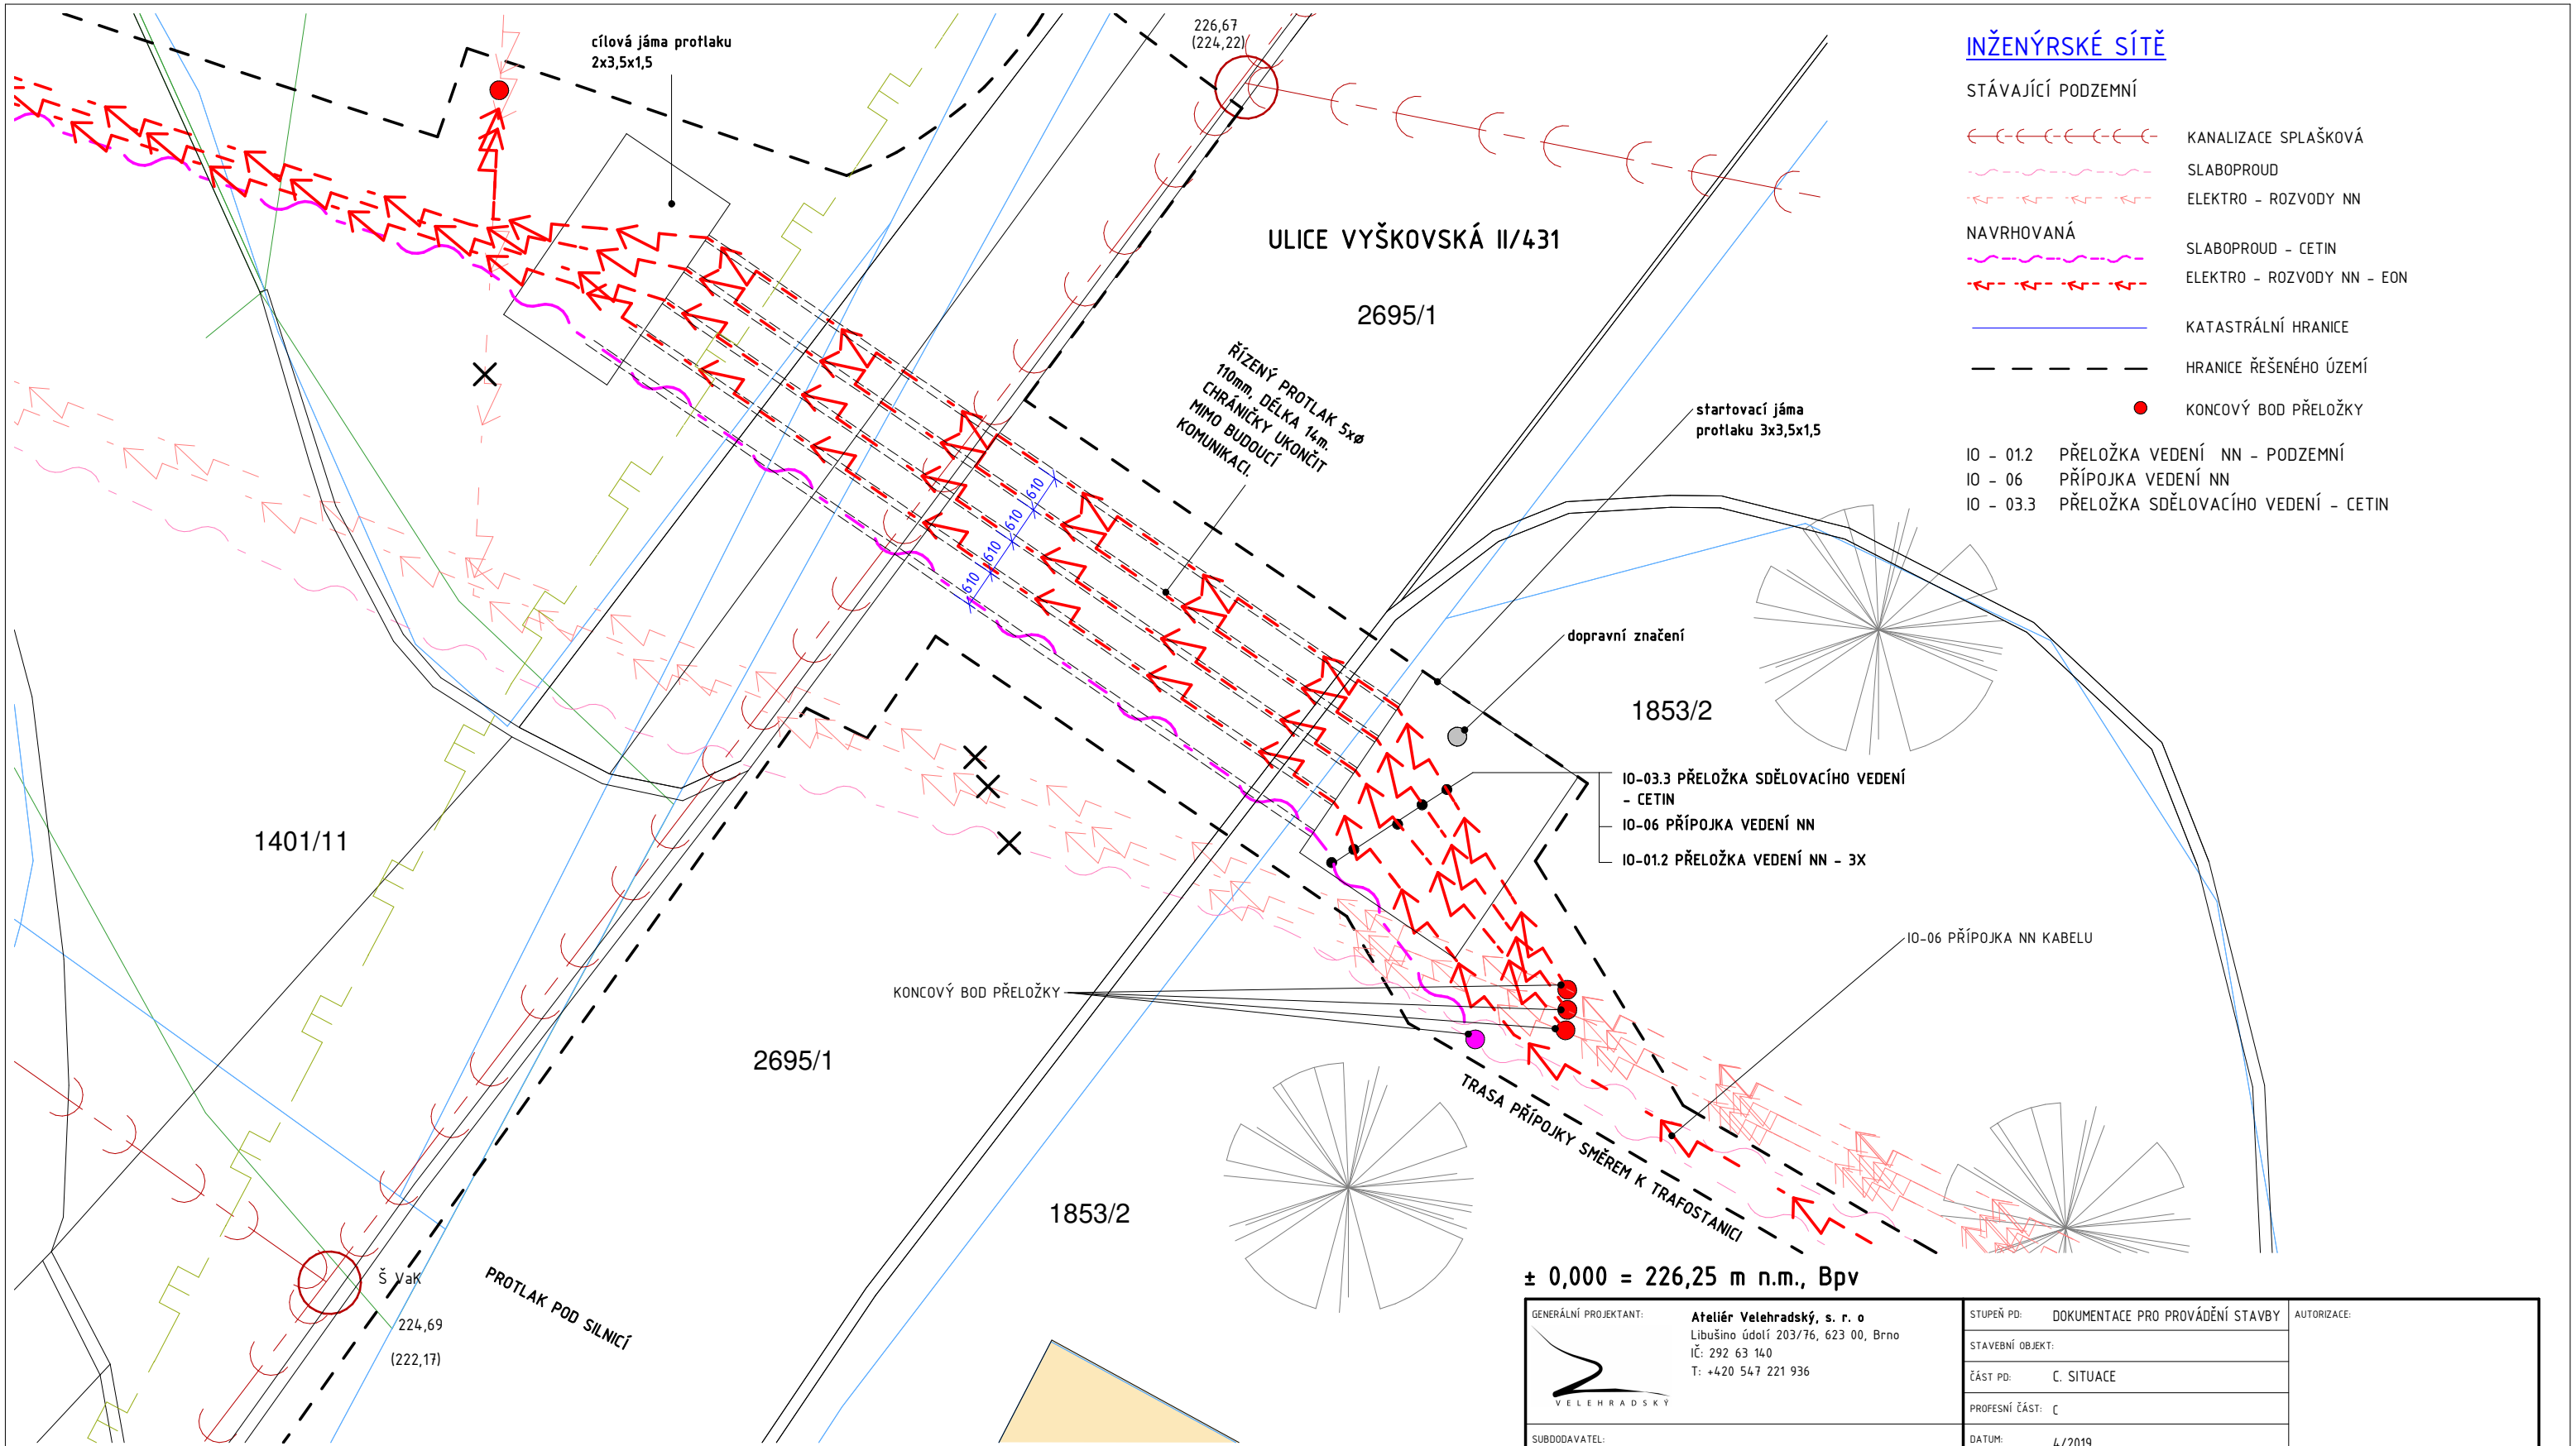 cílová jáma protlaku
2x3,5x1,5
226,67
(224,22)
ULICE VYŠKOVSKÁ II/431
2695/1
ŘÍZENÝ PROTLAK 5xø
110mm, DÉLKA 14m.
CHRÁNIČKY UKONČIT
MIMO BUDOUCÍ
KOMUNIKACI.
610
610
610
610
startovací jáma
protlaku 3x3,5x1,5
dopravní značení
1853/2
IO-03.3 PŘELOŽKA SDĚLOVACÍHO VEDENÍ
- CETIN
IO-06 PŘÍPOJKA VEDENÍ NN
IO-01.2 PŘELOŽKA VEDENÍ NN - 3X
IO-06 PŘÍPOJKA NN KABELU
KONCOVÝ BOD PŘELOŽKY
1401/11
2695/1
1853/2
TRASA PŘÍPOJKY SMĚREM K TRAFOSTANICI
PROTLAK POD SILNICÍ
Š VaK
224,69
(222,17)
INŽENÝRSKÉ SÍTĚ
STÁVAJÍCÍ PODZEMNÍ
KANALIZACE SPLAŠKOVÁ
SLABOPROUD
ELEKTRO - ROZVODY NN
NAVRHOVANÁ
SLABOPROUD - CETIN
ELEKTRO - ROZVODY NN - EON
KATASTRÁLNÍ HRANICE
HRANICE ŘEŠENÉHO ÚZEMÍ
KONCOVÝ BOD PŘELOŽKY
IO - 01.2 PŘELOŽKA VEDENÍ NN - PODZEMNÍ
IO - 06 PŘÍPOJKA VEDENÍ NN
IO - 03.3 PŘELOŽKA SDĚLOVACÍHO VEDENÍ - CETIN
± 0,000 = 226,25 m n.m., Bpv
GENERÁLNÍ PROJEKTANT:
Ateliér Velehradský, s. r. o
Libušino údolí 203/76, 623 00, Brno
IČ: 292 63 140
T: +420 547 221 936
VELEHRADSKÝ
SUBDODAVATEL:
STUPEŇ PD: DOKUMENTACE PRO PROVÁDĚNÍ STAVBY
STAVEBNÍ OBJEKT:
ČÁST PD: C. SITUACE
PROFESNÍ ČÁST: C
DATUM: 4/2019
AUTORIZACE: